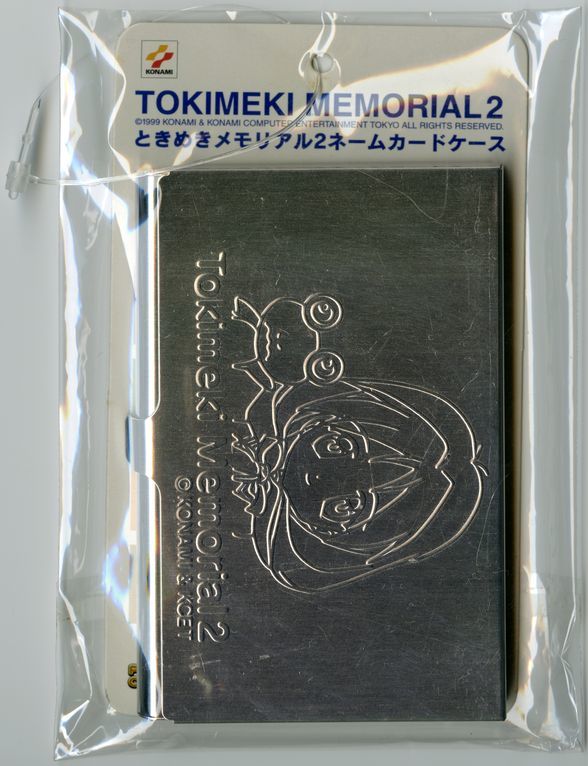 KONAMI
TOKIMEKI MEMORIAL 2
©1999 KONAMI & KONAMI COMPUTER ENTERTAINMENT TOKYO ALL RIGHTS RESERVED.
ときめきメモリアル2ネームカードケース
Tokimeki Memorial 2
© KONAMI & KCET